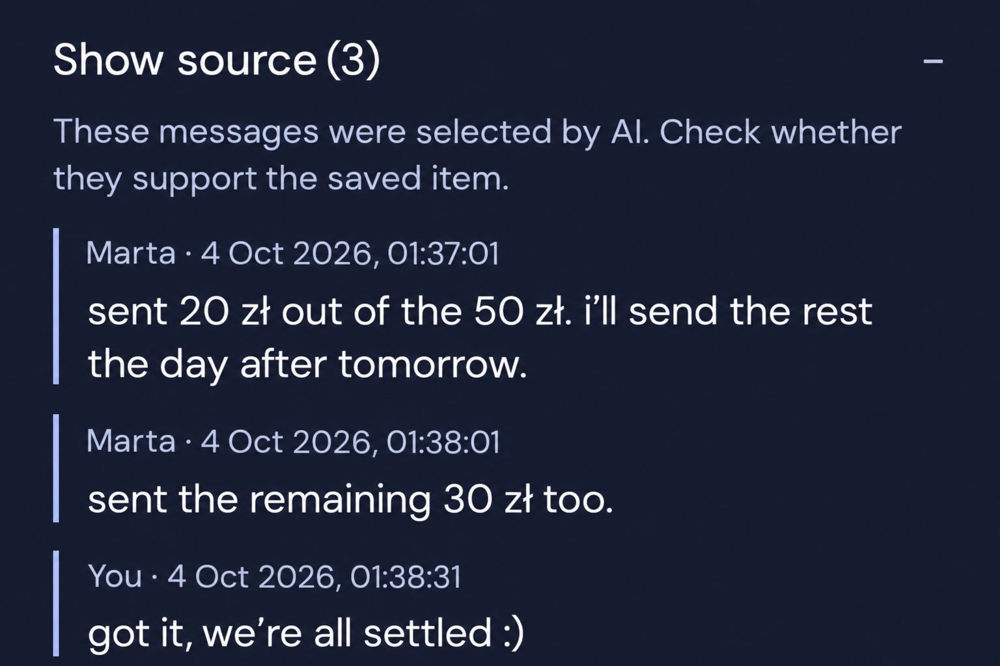 Show source (3)
These messages were selected by AI. Check whether
they support the saved item.
Marta · 4 Oct 2026, 01:37:01
sent 20 zł out of the 50 zł. i’ll send the rest
the day after tomorrow.
Marta · 4 Oct 2026, 01:38:01
sent the remaining 30 zł too.
You · 4 Oct 2026, 01:38:31
got it, we’re all settled :)